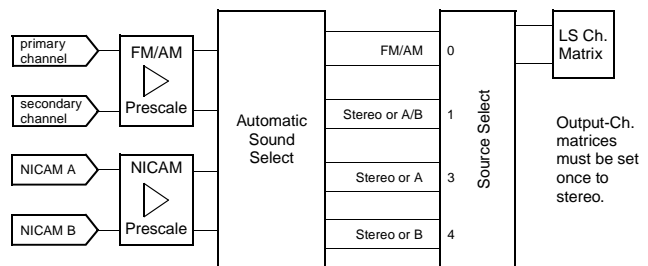 primary
channel
FM/AM
Prescale
secondary
channel
NICAM A
NICAM
Prescale
NICAM B
Automatic
Sound
Select
FM/AM
0
Stereo or A/B
1
Stereo or A
3
Stereo or B
4
Source Select
LS Ch.
Matrix
Output-Ch.
matrices
must be set
once to
stereo.